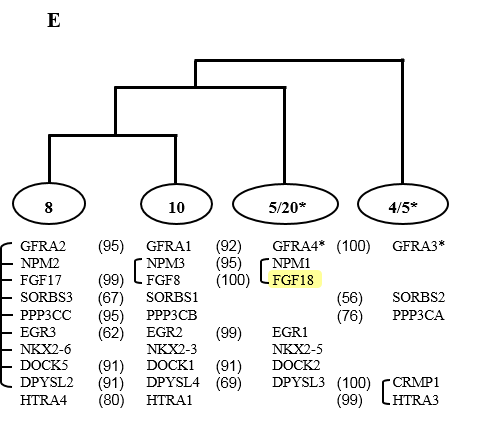 E
8 10 5/20* 4/5*
GFRA2 (95) GFRA1 (92) GFRA4* (100) GFRA3*
NPM2 NPM3 (95) NPM1
FGF17 (99) FGF8 (100) FGF18
SORBS3 (67) SORBS1 (56) SORBS2
PPP3CC (95) PPP3CB (76) PPP3CA
EGR3 (62) EGR2 (99) EGR1
NKX2-6 NKX2-3 NKX2-5
DOCK5 (91) DOCK1 (91) DOCK2
DPYSL2 (91) DPYSL4 (69) DPYSL3 (100) CRMP1
HTRA4 (80) HTRA1 (99) HTRA3